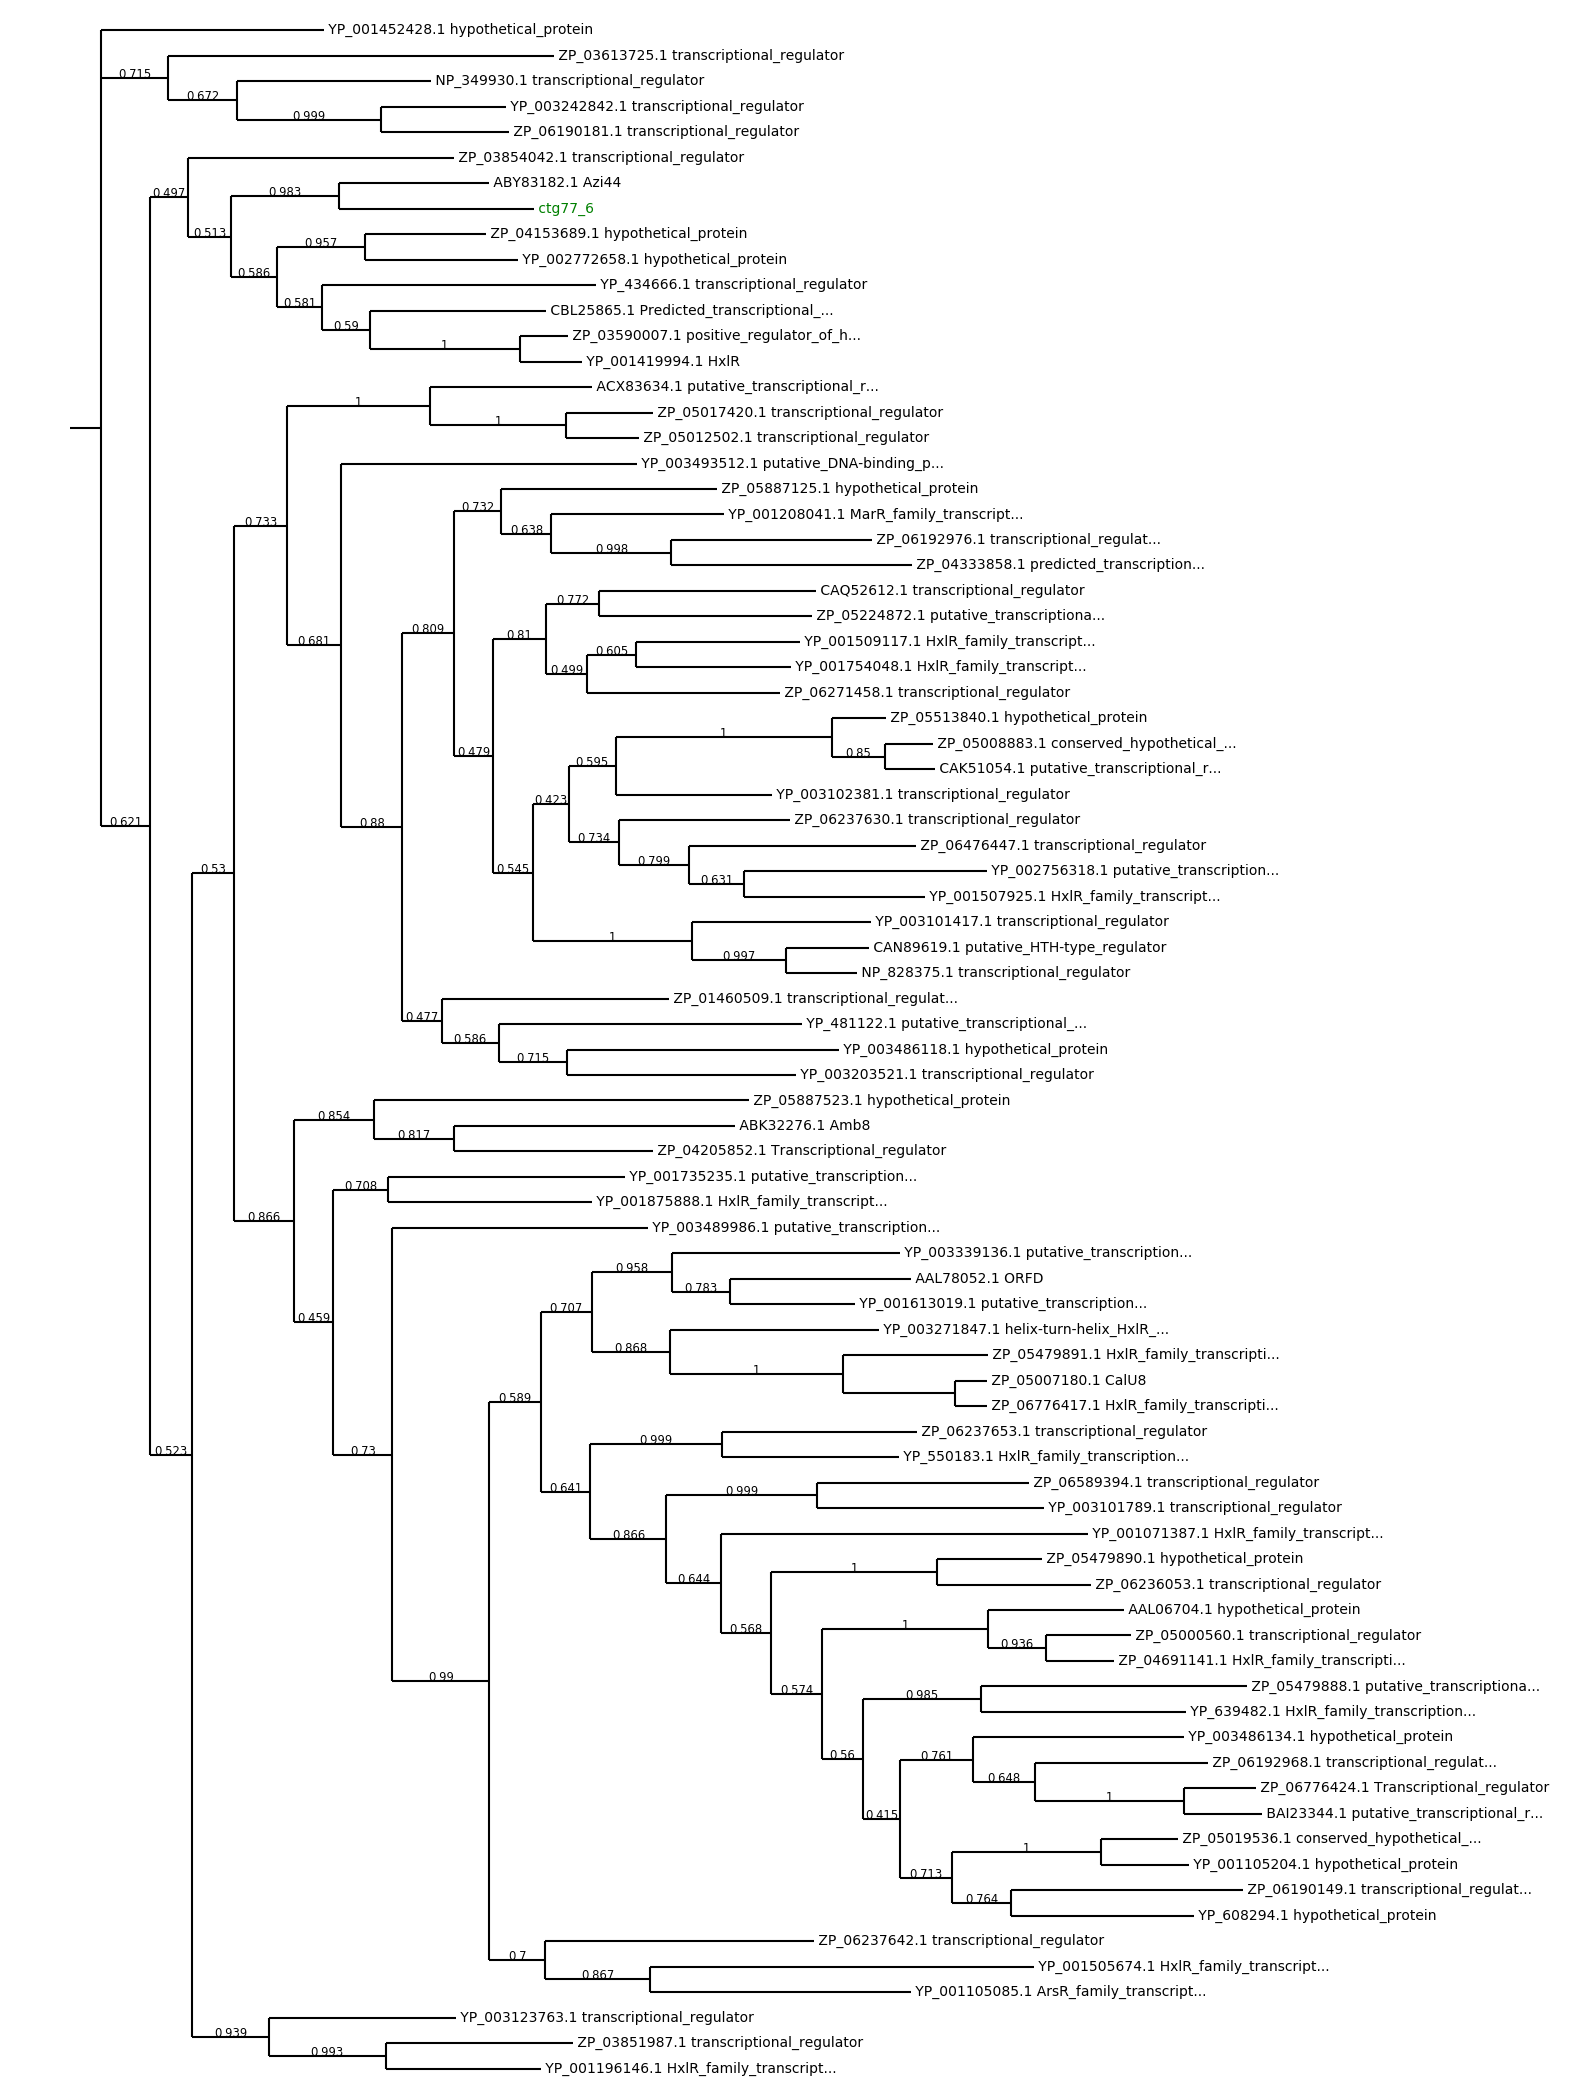 YP_001452428.1 hypothetical_protein
ZP_03613725.1 transcriptional_regulator
0.715
NP_349930.1 transcriptional_regulator
0.672
YP_003242842.1 transcriptional_regulator
0.999
ZP_06190181.1 transcriptional_regulator
ZP_03854042.1 transcriptional_regulator
ABY83182.1 Azi44
0.497
0.983
ctg77_6
ZP_04153689.1 hypothetical_protein
0.513
0.957
YP_002772658.1 hypothetical_protein
0.586
YP_434666.1 transcriptional_regulator
0.581
CBL25865.1 Predicted_transcriptional_...
0.59
ZP_03590007.1 positive_regulator_of_h...
1
YP_001419994.1 HxlR
ACX83634.1 putative_transcriptional_r...
1
ZP_05017420.1 transcriptional_regulator
1
ZP_05012502.1 transcriptional_regulator
YP_003493512.1 putative_DNA-binding_p...
ZP_05887125.1 hypothetical_protein
0.732
YP_001208041.1 MarR_family_transcript...
0.733
0.638
ZP_06192976.1 transcriptional_regulat...
0.998
ZP_04333858.1 predicted_transcription...
CAQ52612.1 transcriptional_regulator
0.772
ZP_05224872.1 putative_transcriptiona...
0.809
0.81
0.681
YP_001509117.1 HxlR_family_transcript...
0.605
YP_001754048.1 HxlR_family_transcript...
0.499
ZP_06271458.1 transcriptional_regulator
ZP_05513840.1 hypothetical_protein
1
ZP_05008883.1 conserved_hypothetical_...
0.479
0.85
0.595
CAK51054.1 putative_transcriptional_r...
YP_003102381.1 transcriptional_regulator
0.423
ZP_06237630.1 transcriptional_regulator
0.621
0.88
0.734
ZP_06476447.1 transcriptional_regulator
0.799
0.53
0.545
YP_002756318.1 putative_transcription...
0.631
YP_001507925.1 HxlR_family_transcript...
YP_003101417.1 transcriptional_regulator
1
CAN89619.1 putative_HTH-type_regulator
0.997
NP_828375.1 transcriptional_regulator
ZP_01460509.1 transcriptional_regulat...
0.477
YP_481122.1 putative_transcriptional_...
0.586
YP_003486118.1 hypothetical_protein
0.715
YP_003203521.1 transcriptional_regulator
ZP_05887523.1 hypothetical_protein
0.854
ABK32276.1 Amb8
0.817
ZP_04205852.1 Transcriptional_regulator
YP_001735235.1 putative_transcription...
0.708
YP_001875888.1 HxlR_family_transcript...
0.866
YP_003489986.1 putative_transcription...
YP_003339136.1 putative_transcription...
0.958
AAL78052.1 ORFD
0.783
YP_001613019.1 putative_transcription...
0.707
0.459
YP_003271847.1 helix-turn-helix_HxlR_...
0.868
ZP_05479891.1 HxlR_family_transcripti...
1
ZP_05007180.1 CalU8
0.589
ZP_06776417.1 HxlR_family_transcripti...
ZP_06237653.1 transcriptional_regulator
0.999
0.523
0.73
YP_550183.1 HxlR_family_transcription...
ZP_06589394.1 transcriptional_regulator
0.641
0.999
YP_003101789.1 transcriptional_regulator
0.866
YP_001071387.1 HxlR_family_transcript...
ZP_05479890.1 hypothetical_protein
1
0.644
ZP_06236053.1 transcriptional_regulator
AAL06704.1 hypothetical_protein
1
0.568
ZP_05000560.1 transcriptional_regulator
0.936
ZP_04691141.1 HxlR_family_transcripti...
0.99
ZP_05479888.1 putative_transcriptiona...
0.574
0.985
YP_639482.1 HxlR_family_transcription...
YP_003486134.1 hypothetical_protein
0.56
0.761
ZP_06192968.1 transcriptional_regulat...
0.648
ZP_06776424.1 Transcriptional_regulator
1
0.415
BAI23344.1 putative_transcriptional_r...
ZP_05019536.1 conserved_hypothetical_...
1
YP_001105204.1 hypothetical_protein
0.713
ZP_06190149.1 transcriptional_regulat...
0.764
YP_608294.1 hypothetical_protein
ZP_06237642.1 transcriptional_regulator
0.7
YP_001505674.1 HxlR_family_transcript...
0.867
YP_001105085.1 ArsR_family_transcript...
YP_003123763.1 transcriptional_regulator
0.939
ZP_03851987.1 transcriptional_regulator
0.993
YP_001196146.1 HxlR_family_transcript...